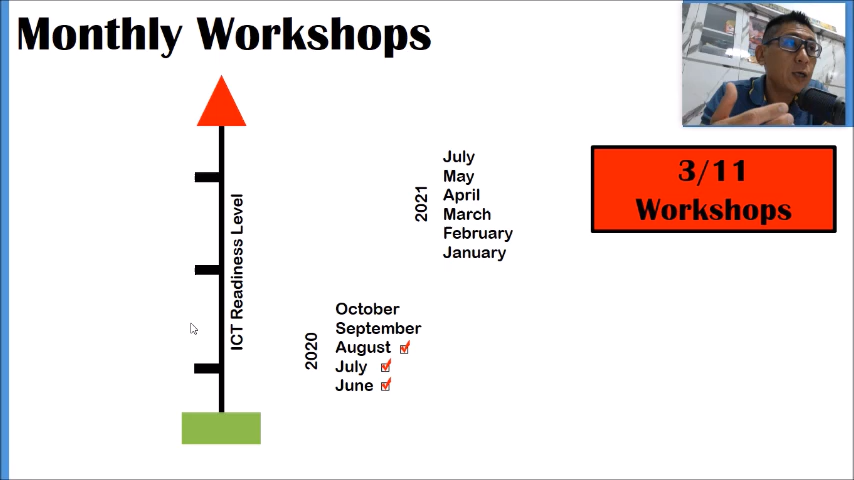 Monthly Workshops
ICT Readiness Level
2021
July
May
April
March
February
January
3/11
Workshops
2020
October
September
August
July
June